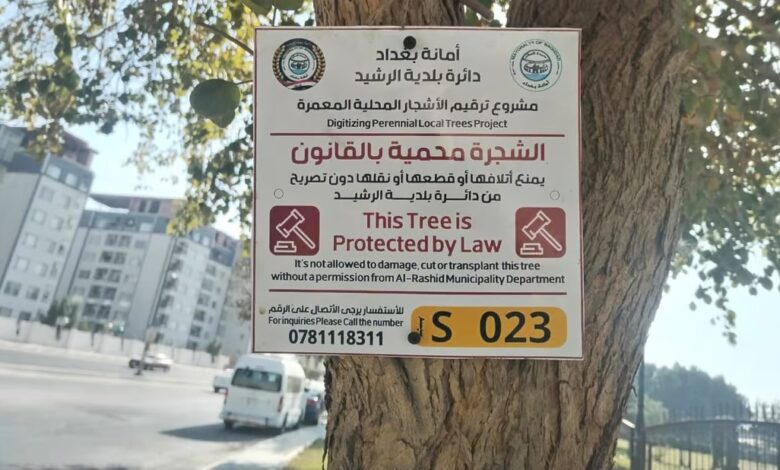 أمانة بغداد
دائرة بلدية الرشيد
مشروع ترقيم الأشجار المحلية المعمرة
Digitizing Perennial Local Trees Project
الشجرة محمية بالقانون
يمنع أتلافها أو قطعها أو نقلها دون تصريح
من دائرة بلدية الرشيد
This Tree is
Protected by Law
It's not allowed to damage, cut or transplant this tree
without a permission from Al-Rashid Municipality Department
للأستفسار يرجى الأتصال على الرقم
For inquiries Please Call the number
0781118311
S 023